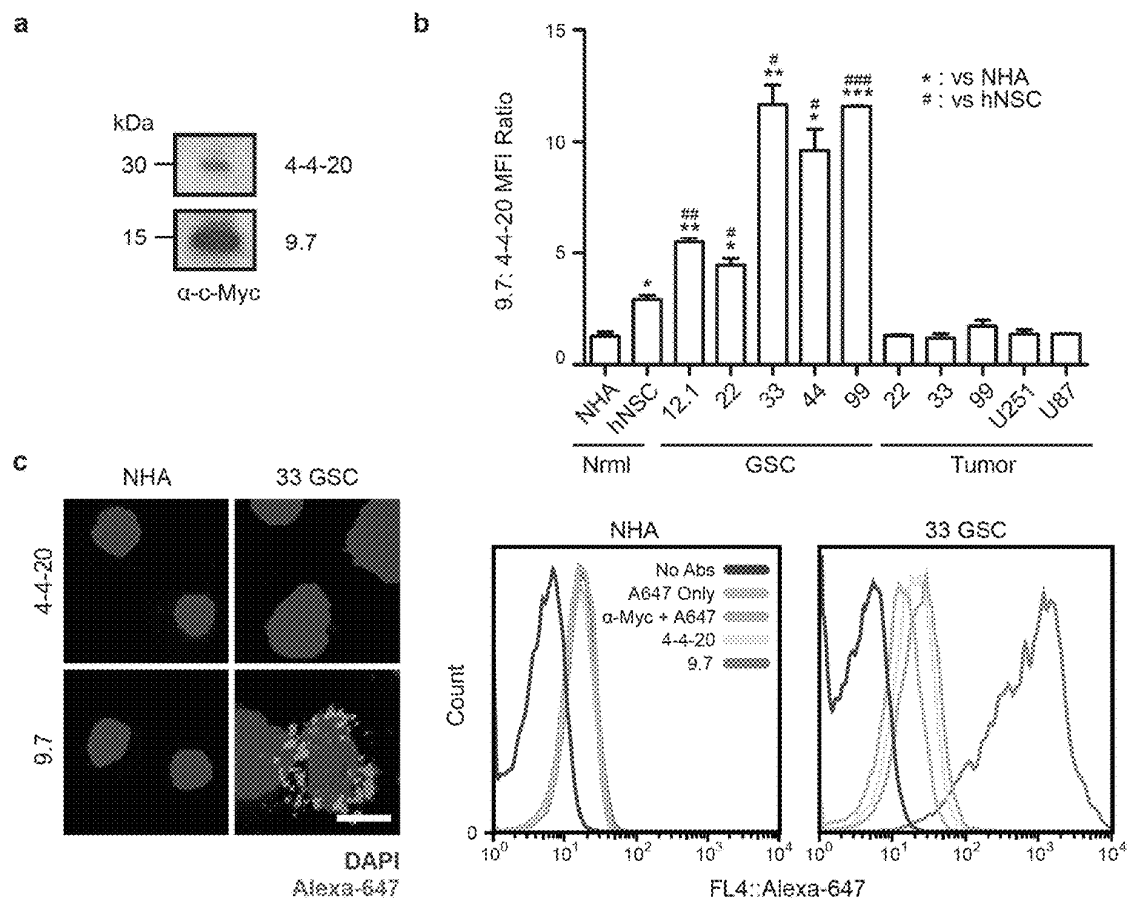 a
kDa
30
4-4-20
15
9.7
α-c-Myc
b
15
10
5
0
9.7: 4-4-20 MFI Ratio
* : vs NHA
# : vs hNSC
*
##
**
#
*
#
**
#
*
###
***
NHA
hNSC
12.1
22
33
44
99
22
33
99
U251
U87
Nrml
GSC
Tumor
c
NHA
33 GSC
4-4-20
9.7
DAPI
Alexa-647
NHA
33 GSC
No Abs
A647 Only
α-Myc + A647
4-4-20
9.7
Count
0
10⁰
10¹
10²
10³
10⁴
10⁰
10¹
10²
10³
10⁴
FL4::Alexa-647